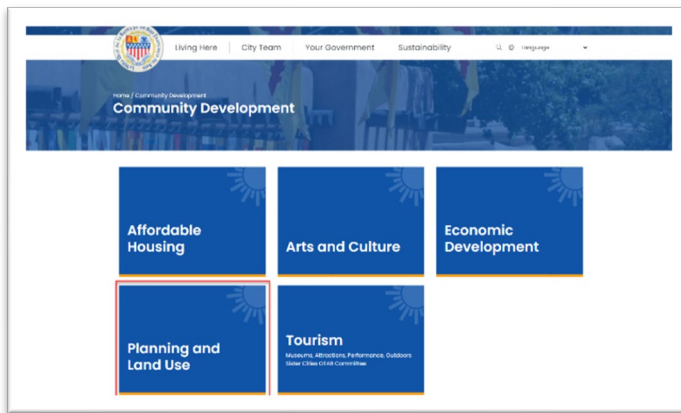 Living Here
City Team
Your Government
Sustainability
Language
Home / Community Development
Community Development
Affordable
Housing
Arts and Culture
Economic
Development
Planning and
Land Use
Tourism
Museums, Attractions, Performance, Outdoors
Sister Cities OTAB Committee